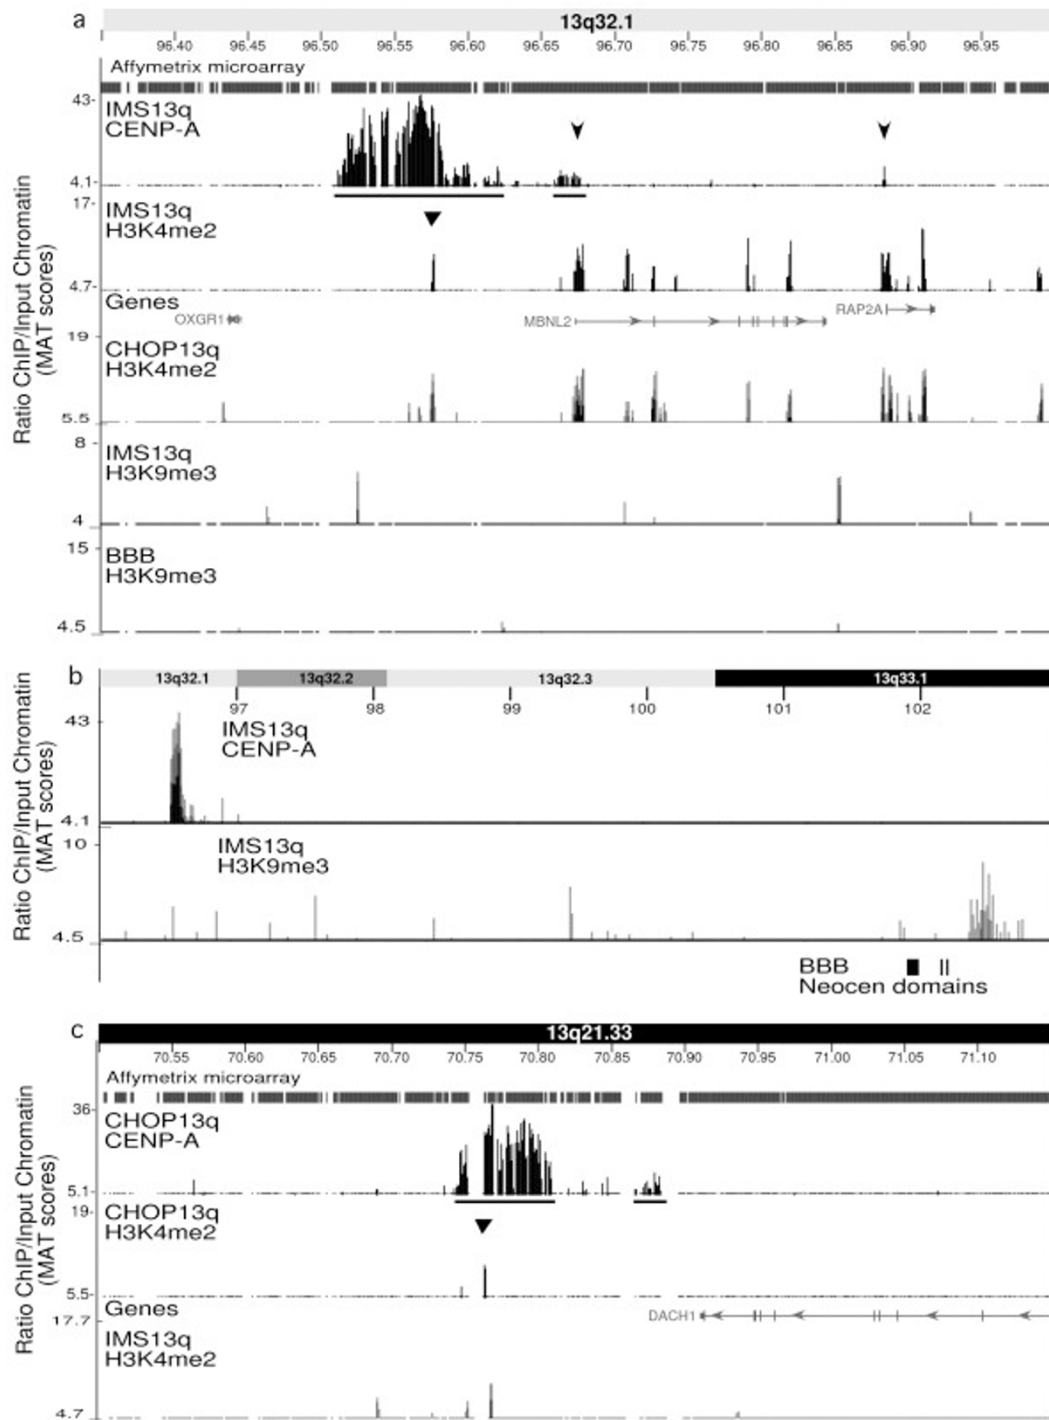 a
13q32.1
96.40 96.45 96.50 96.55 96.60 96.65 96.70 96.75 96.80 96.85 96.90 96.95
Affymetrix microarray
Ratio ChIP/Input Chromatin
(MAT scores)
43-
IMS13q
CENP-A
4.1-
17-
IMS13q
H3K4me2
4.7-
Genes
OXGR1
MBNL2
RAP2A
19
CHOP13q
H3K4me2
5.5
8
IMS13q
H3K9me3
4
15
BBB
H3K9me3
4.5
b
13q32.1 13q32.2 13q32.3 13q33.1
97 98 99 100 101 102
Ratio ChIP/Input Chromatin
(MAT scores)
43
IMS13q
CENP-A
4.1
10
IMS13q
H3K9me3
4.5
BBB
Neocen domains
c
13q21.33
70.55 70.60 70.65 70.70 70.75 70.80 70.85 70.90 70.95 71.00 71.05 71.10
Affymetrix microarray
Ratio ChIP/Input Chromatin
(MAT scores)
36-
CHOP13q
CENP-A
5.1-
19-
CHOP13q
H3K4me2
5.5-
Genes
DACH1
17.7
IMS13q
H3K4me2
4.7